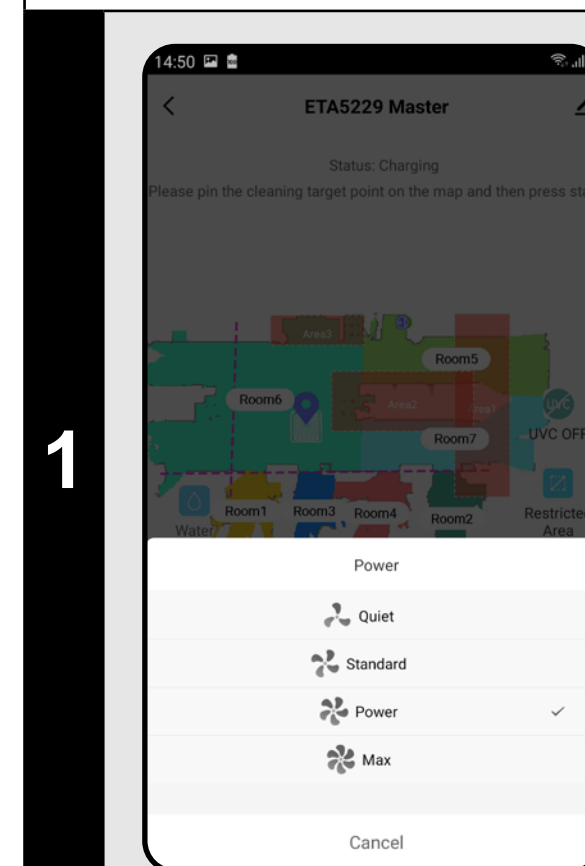 1
14:50
ETA5229 Master
Status: Charging
Please pin the cleaning target point on the map and then press sta
Area3
Room5
Room6
Area2
Area1
UVC
Room7
UVC OFF
Room1
Room3
Room4
Room2
Water
Restricted
Area
Power
Quiet
Standard
Power
Max
Cancel